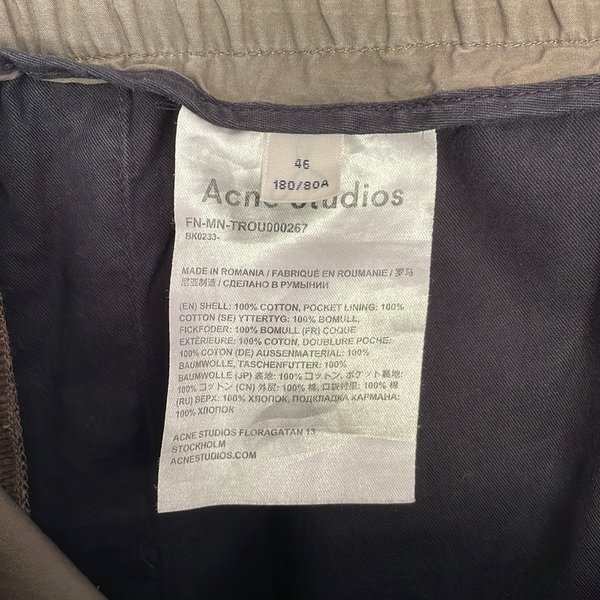 46
180/80A
Acne Studios
FN-MN-TROU000267
BK0233-
MADE IN ROMANIA / FABRIQUÉ EN ROUMANIE / 罗马
尼亚制造 / СДЕЛАНО В РУМЫНИИ
(EN) SHELL: 100% COTTON, POCKET LINING: 100%
COTTON (SE) YTTERTYG: 100% BOMULL,
FICKFODER: 100% BOMULL (FR) COQUE
EXTÉRIEURE: 100% COTON, DOUBLURE POCHE:
100% COTON (DE) AUSSENMATERIAL: 100%
BAUMWOLLE, TASCHENFUTTER: 100%
BAUMWOLLE (JP) 表地: 100% コットン, ポケット裏地:
100% コットン (CN) 外层: 100% 棉, 口袋衬里: 100% 棉
(RU) ВЕРХ: 100% ХЛОПОК, ПОДКЛАДКА КАРМАНА:
100% ХЛОПОК
ACNE STUDIOS FLORAGATAN 13
STOCKHOLM
ACNESTUDIOS.COM